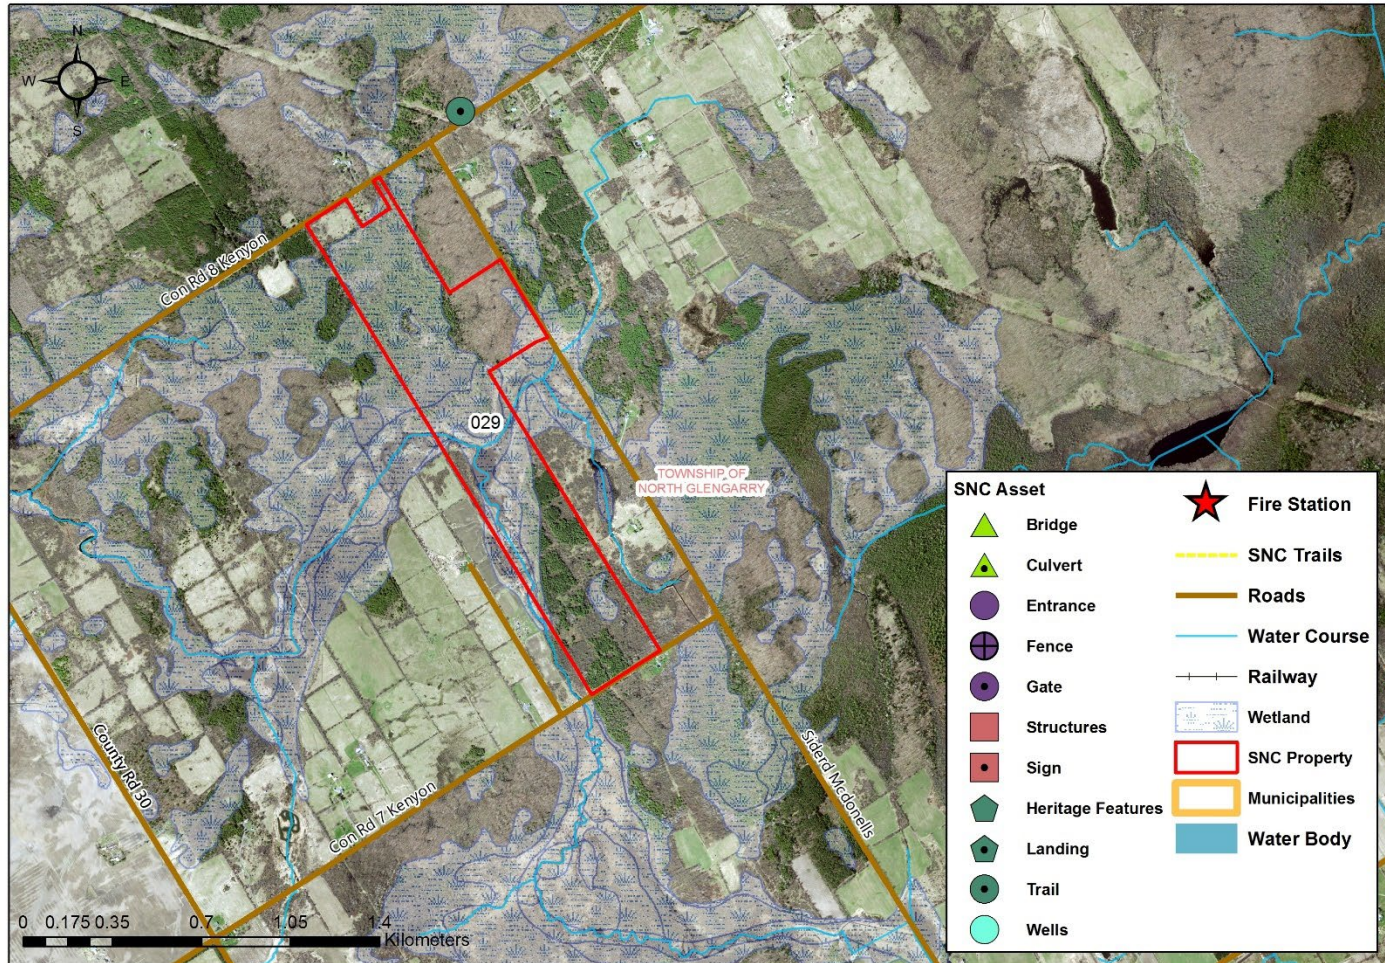 N
W E
S
Con Rd 8 Kenyon
029
TOWNSHIP OF
NORTH GLENGARRY
County Rd 30
Con Rd 7 Kenyon
Siderd Mcdonells
0 0.175 0.35 0.7 1.05 1.4
Kilometers
SNC Asset
Bridge
Culvert
Entrance
Fence
Gate
Structures
Sign
Heritage Features
Landing
Trail
Wells
Fire Station
SNC Trails
Roads
Water Course
Railway
Wetland
SNC Property
Municipalities
Water Body